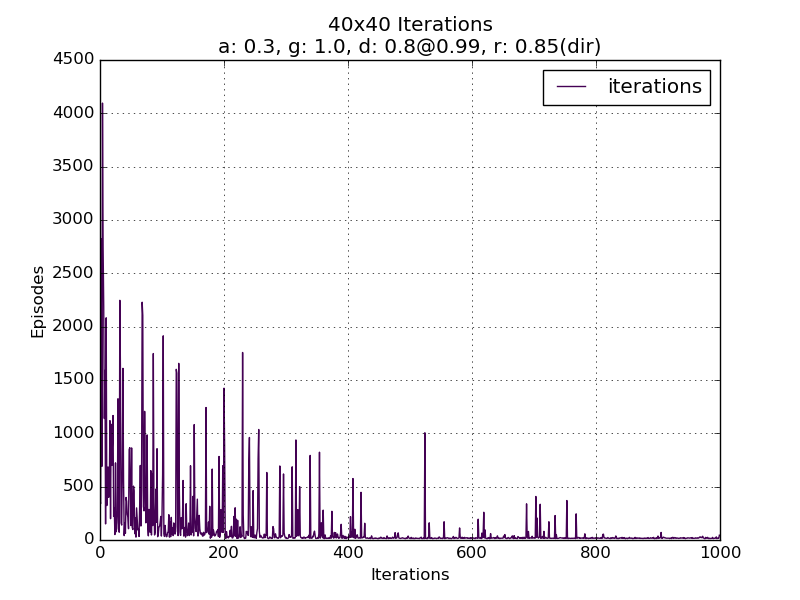 40x40 Iterations
a: 0.3, g: 1.0, d: 0.8@0.99, r: 0.85(dir)
iterations
4500
4000
3500
3000
2500
2000
1500
1000
500
0
Episodes
0 200 400 600 800 1000
Iterations